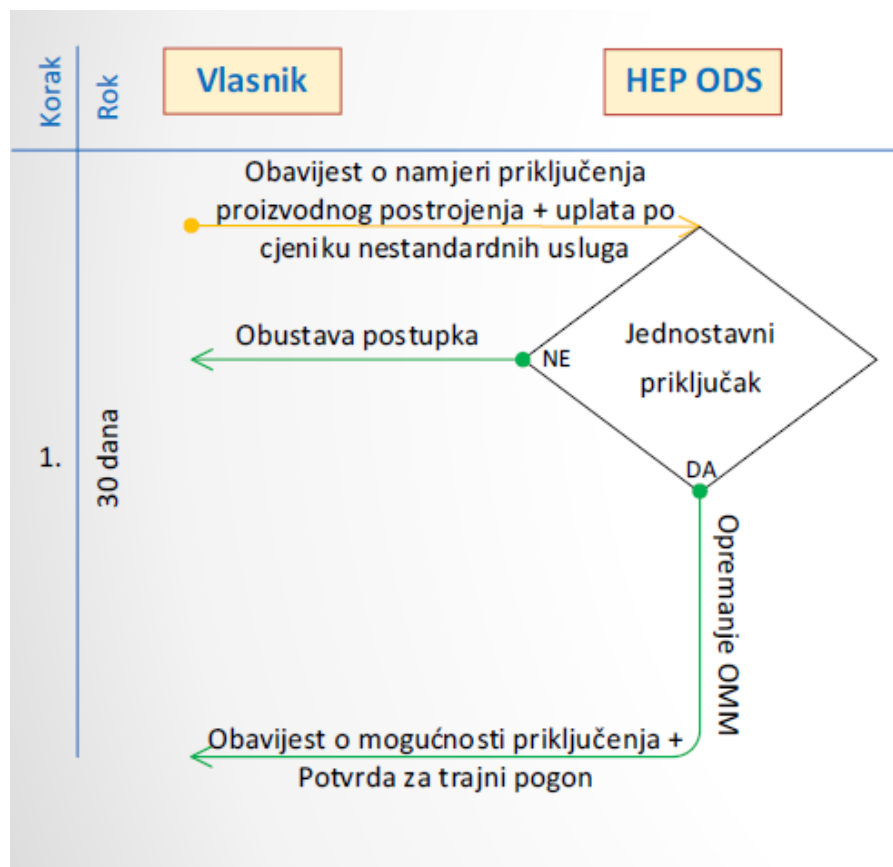 Korak
Rok
Vlasnik
HEP ODS
Obavijest o namjeri priključenja
proizvodnog postrojenja + uplata po
cjeniku nestandardnih usluga
Obustava postupka
NE
Jednostavni
priključak
DA
1.
30 dana
Opremanje OMM
Obavijest o mogućnosti priključenja +
Potvrda za trajni pogon